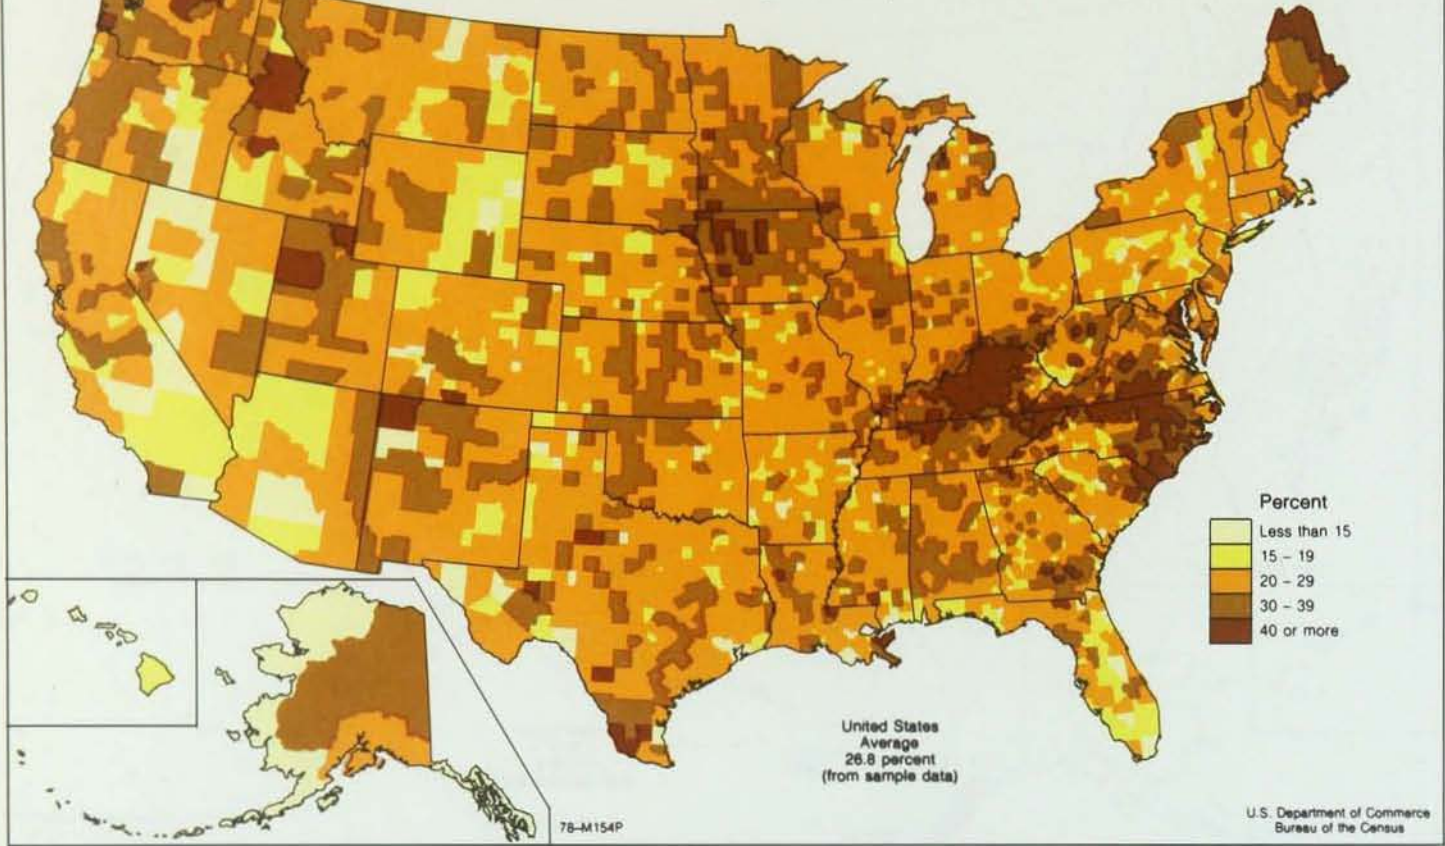 Percent
Less than 15
15 – 19
20 – 29
30 – 39
40 or more
United States
Average
26.8 percent
(from sample data)
78–M154P
U.S. Department of Commerce
Bureau of the Census